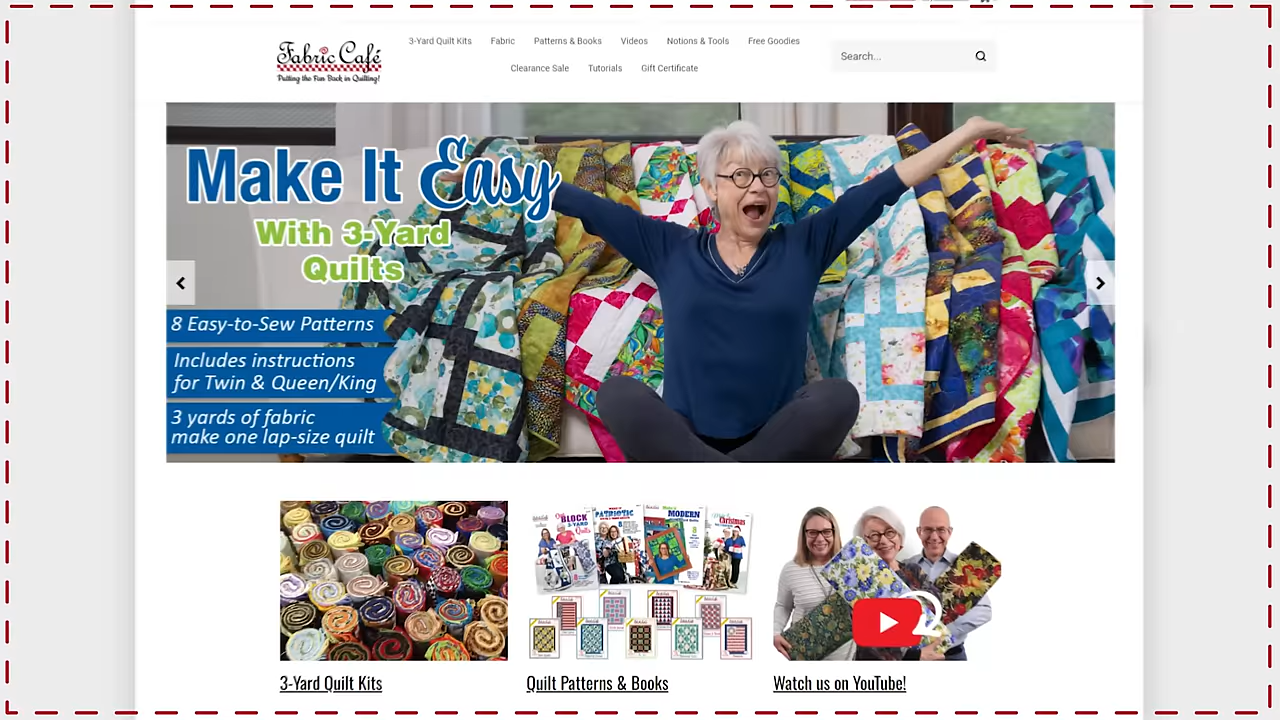 Fabric Café
Putting the Fun Back in Quilting!
3-Yard Quilt Kits Fabric Patterns & Books Videos Notions & Tools Free Goodies
Clearance Sale Tutorials Gift Certificate
Search...
Make It Easy
With 3-Yard
Quilts
8 Easy-to-Sew Patterns
Includes instructions
for Twin & Queen/King
3 yards of fabric
make one lap-size quilt
BLOCK
3-YARD
Quilts
PATRIOTIC
MODERN
Christmas
3-Yard Quilt Kits
Quilt Patterns & Books
Watch us on YouTube!